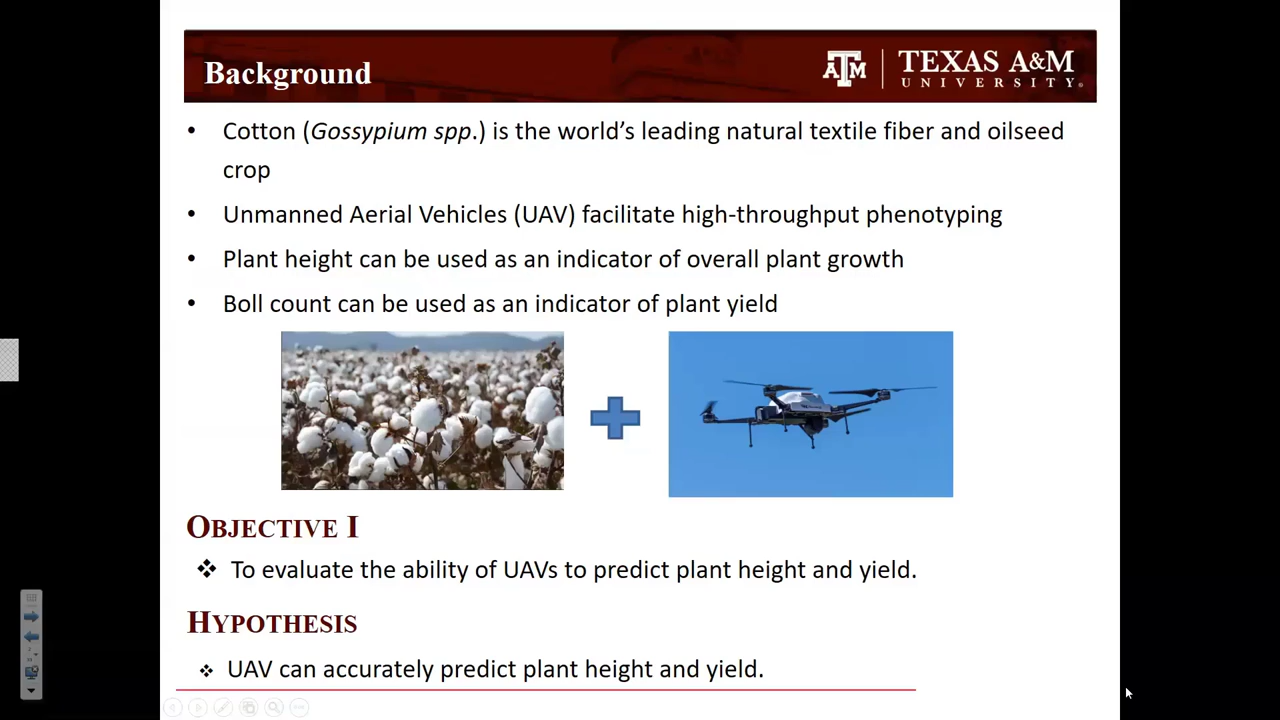 Background
ATM | TEXAS A&M
UNIVERSITY®
• Cotton (Gossypium spp.) is the world’s leading natural textile fiber and oilseed
crop
• Unmanned Aerial Vehicles (UAV) facilitate high-throughput phenotyping
• Plant height can be used as an indicator of overall plant growth
• Boll count can be used as an indicator of plant yield
OBJECTIVE I
❖ To evaluate the ability of UAVs to predict plant height and yield.
HYPOTHESIS
❖ UAV can accurately predict plant height and yield.